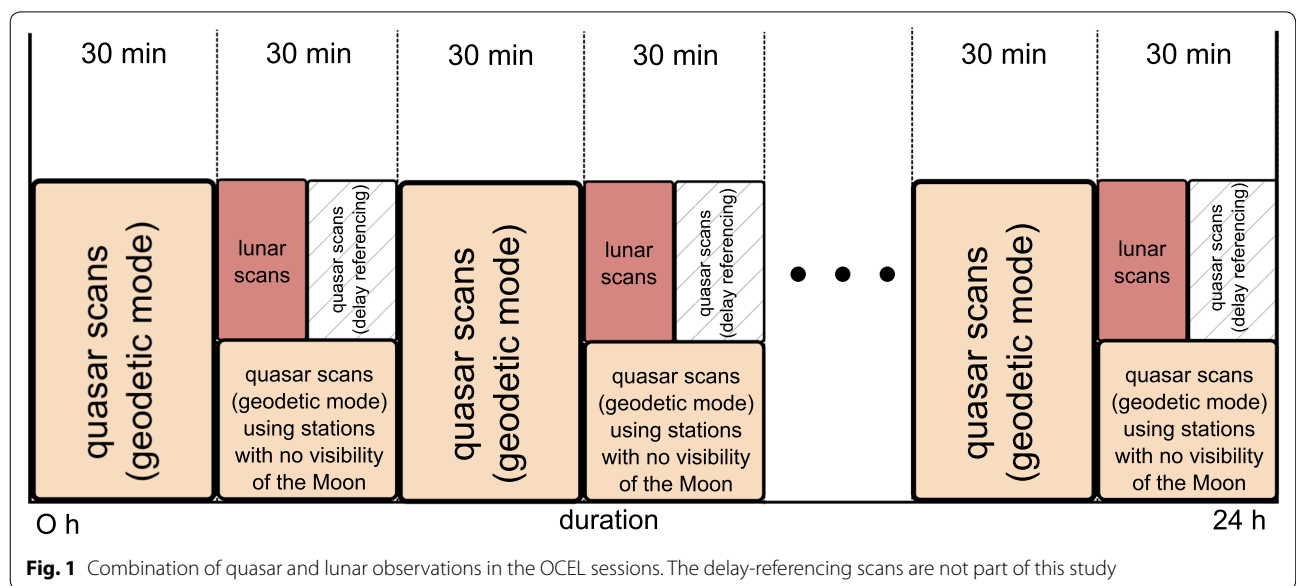 30 min
30 min
30 min
30 min
30 min
30 min
quasar scans
(geodetic mode)
lunar
scans
quasar scans
(delay referencing)
quasar scans
(geodetic mode)
using stations
with no visibility
of the Moon
quasar scans
(geodetic mode)
lunar
scans
quasar scans
(delay referencing)
quasar scans
(geodetic mode)
using stations
with no visibility
of the Moon
quasar scans
(geodetic mode)
lunar
scans
quasar scans
(delay referencing)
quasar scans
(geodetic mode)
using stations
with no visibility
of the Moon
O h
duration
24 h
Fig. 1 Combination of quasar and lunar observations in the OCEL sessions. The delay-referencing scans are not part of this study